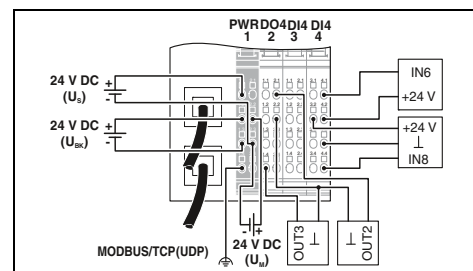 PWR DO4 DI4 DI4
1 2 3 4
24 V DC
(US)
+
-
24 V DC
(UBK)
+
-
IN6
+24 V
+24 V
⊥
IN8
MODBUS/TCP(UDP)
- +
24 V DC
(UM)
OUT3
⊥
⊥
OUT2